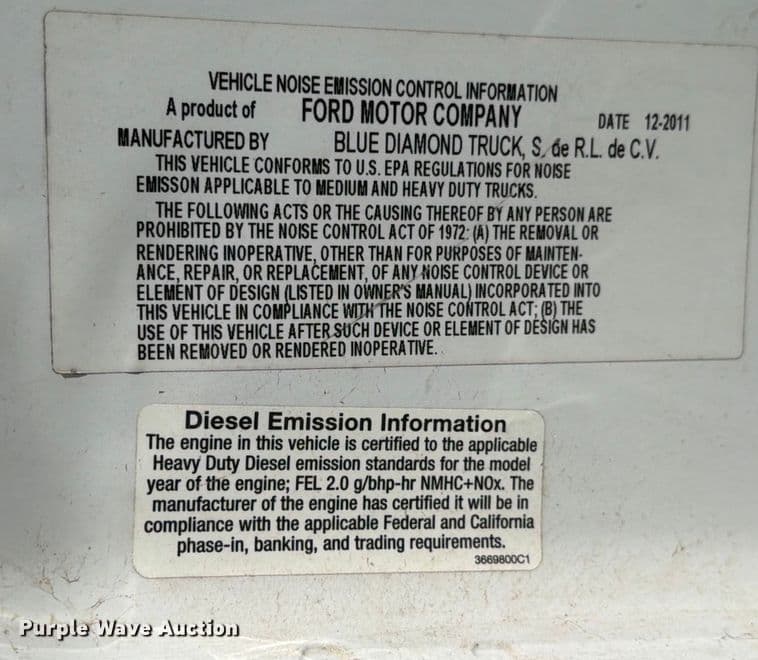 VEHICLE NOISE EMISSION CONTROL INFORMATION
A product of FORD MOTOR COMPANY DATE 12-2011
MANUFACTURED BY BLUE DIAMOND TRUCK, S. de R.L. de C.V.
THIS VEHICLE CONFORMS TO U.S. EPA REGULATIONS FOR NOISE
EMISSON APPLICABLE TO MEDIUM AND HEAVY DUTY TRUCKS.
THE FOLLOWING ACTS OR THE CAUSING THEREOF BY ANY PERSON ARE
PROHIBITED BY THE NOISE CONTROL ACT OF 1972: (A) THE REMOVAL OR
RENDERING INOPERATIVE, OTHER THAN FOR PURPOSES OF MAINTEN-
ANCE, REPAIR, OR REPLACEMENT, OF ANY NOISE CONTROL DEVICE OR
ELEMENT OF DESIGN (LISTED IN OWNER'S MANUAL) INCORPORATED INTO
THIS VEHICLE IN COMPLIANCE WITH THE NOISE CONTROL ACT; (B) THE
USE OF THIS VEHICLE AFTER SUCH DEVICE OR ELEMENT OF DESIGN HAS
BEEN REMOVED OR RENDERED INOPERATIVE.
Diesel Emission Information
The engine in this vehicle is certified to the applicable
Heavy Duty Diesel emission standards for the model
year of the engine; FEL 2.0 g/bhp-hr NMHC+NOx. The
manufacturer of the engine has certified it will be in
compliance with the applicable Federal and California
phase-in, banking, and trading requirements.
3669800C1
Purple Wave Auction